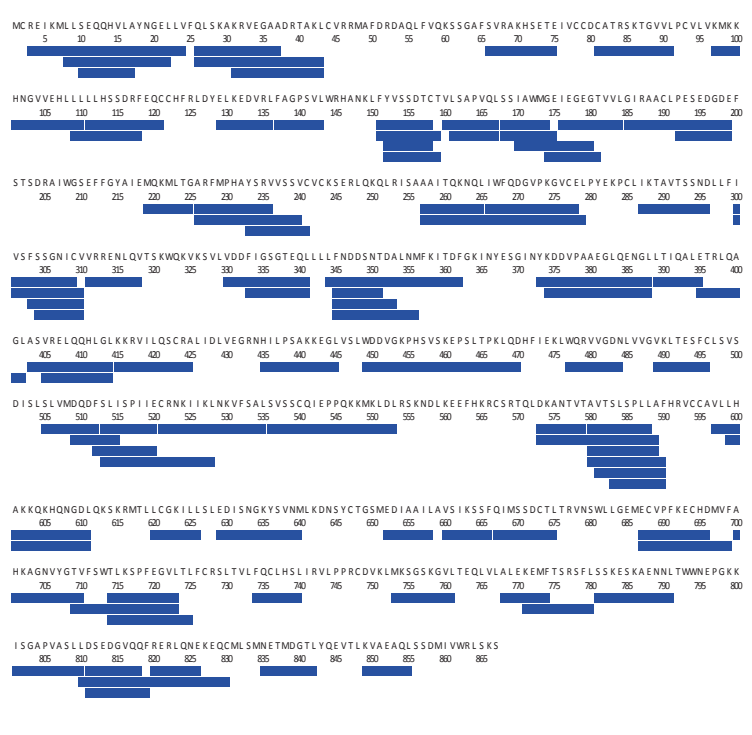 MCREIKMLLSEQQHVLAYNGELLVFQLSKAKRVEGAADRTAKLCVRRMAFDRDAQLFVQKSSGAFSVRAKHSETEIVCCDCATRSKTGVVLPCVLVKMKK
5 10 15 20 25 30 35 40 45 50 55 60 65 70 75 80 85 90 95 100
HNGVVEHLLLLLHSSDRFEQCCHFRLDYELKEDVRLFAGPSVLWRHANKLFYVSSDTCTVLSAPVQLSSIAWMGEIEGEGTVVLGIRAACLPESEDGDEF
105 110 115 120 125 130 135 140 145 150 155 160 165 170 175 180 185 190 195 200
STSDRAIWGSEFFGYAIEMQKMLTGARFMPHAYSRVVSSVCVCKSERLQKQLRISAAAITQKNQLIWFQDGVPKGVCELPYEKPCLIKTAVTSSNDLLFI
205 210 215 220 225 230 235 240 245 250 255 260 265 270 275 280 285 290 295 300
VSFSSGNICVVRRENLQVTSKWQKVKSVLVDDFIGSGTEQLLLLFNDDSNTDALNMFKITDFGKINYESGINYKDDVPAAEGLQENGLLTIQALETRLQA
305 310 315 320 325 330 335 340 345 350 355 360 365 370 375 380 385 390 395 400
GLASVRELQQHLGLKKRVILQSCRALIDLVEGRNHILPSAKKEGLVSLWDDVGKPHSVSKEPSLTPKLQDHFIEKLWQRVVGDNLVVGVKLTESFCLSVS
405 410 415 420 425 430 435 440 445 450 455 460 465 470 475 480 485 490 495 500
DISLSLVMDQDFSLISPIIECRNKIIKLNKVFSALSVSSCQIEPPQKKMKLDLRSKNDLKEEFHKRCSRTQLDKANTVTAVTSLSPLLAFHRVCCAVLLH
505 510 515 520 525 530 535 540 545 550 555 560 565 570 575 580 585 590 595 600
AKKQKHQNGDLQKSKRMTLLCGKILLSLEDISNGKYSVNMLKDNSYCTGSMEDIAAILAVSIKSSFQIMSSDCTLTRVNSWLLGEMECVPFKECHDMVFA
605 610 615 620 625 630 635 640 645 650 655 660 665 670 675 680 685 690 695 700
HKAGNVYGTVFSWTLKSPFEGVLTLFCRSLTVLFQCLHSLIRVLPPRCDVKLMKSGSKGVLTEQLVLALEKEMFTSRSFLSSKESKAENNLTWWNEPGKK
705 710 715 720 725 730 735 740 745 750 755 760 765 770 775 780 785 790 795 800
ISGAPVASLLDSEDGVQQFRERLQNEKEQCMLSMNETMDGTLYQEVTLKVAEAQLSSDMIVWRLSKS
805 810 815 820 825 830 835 840 845 850 855 860 865